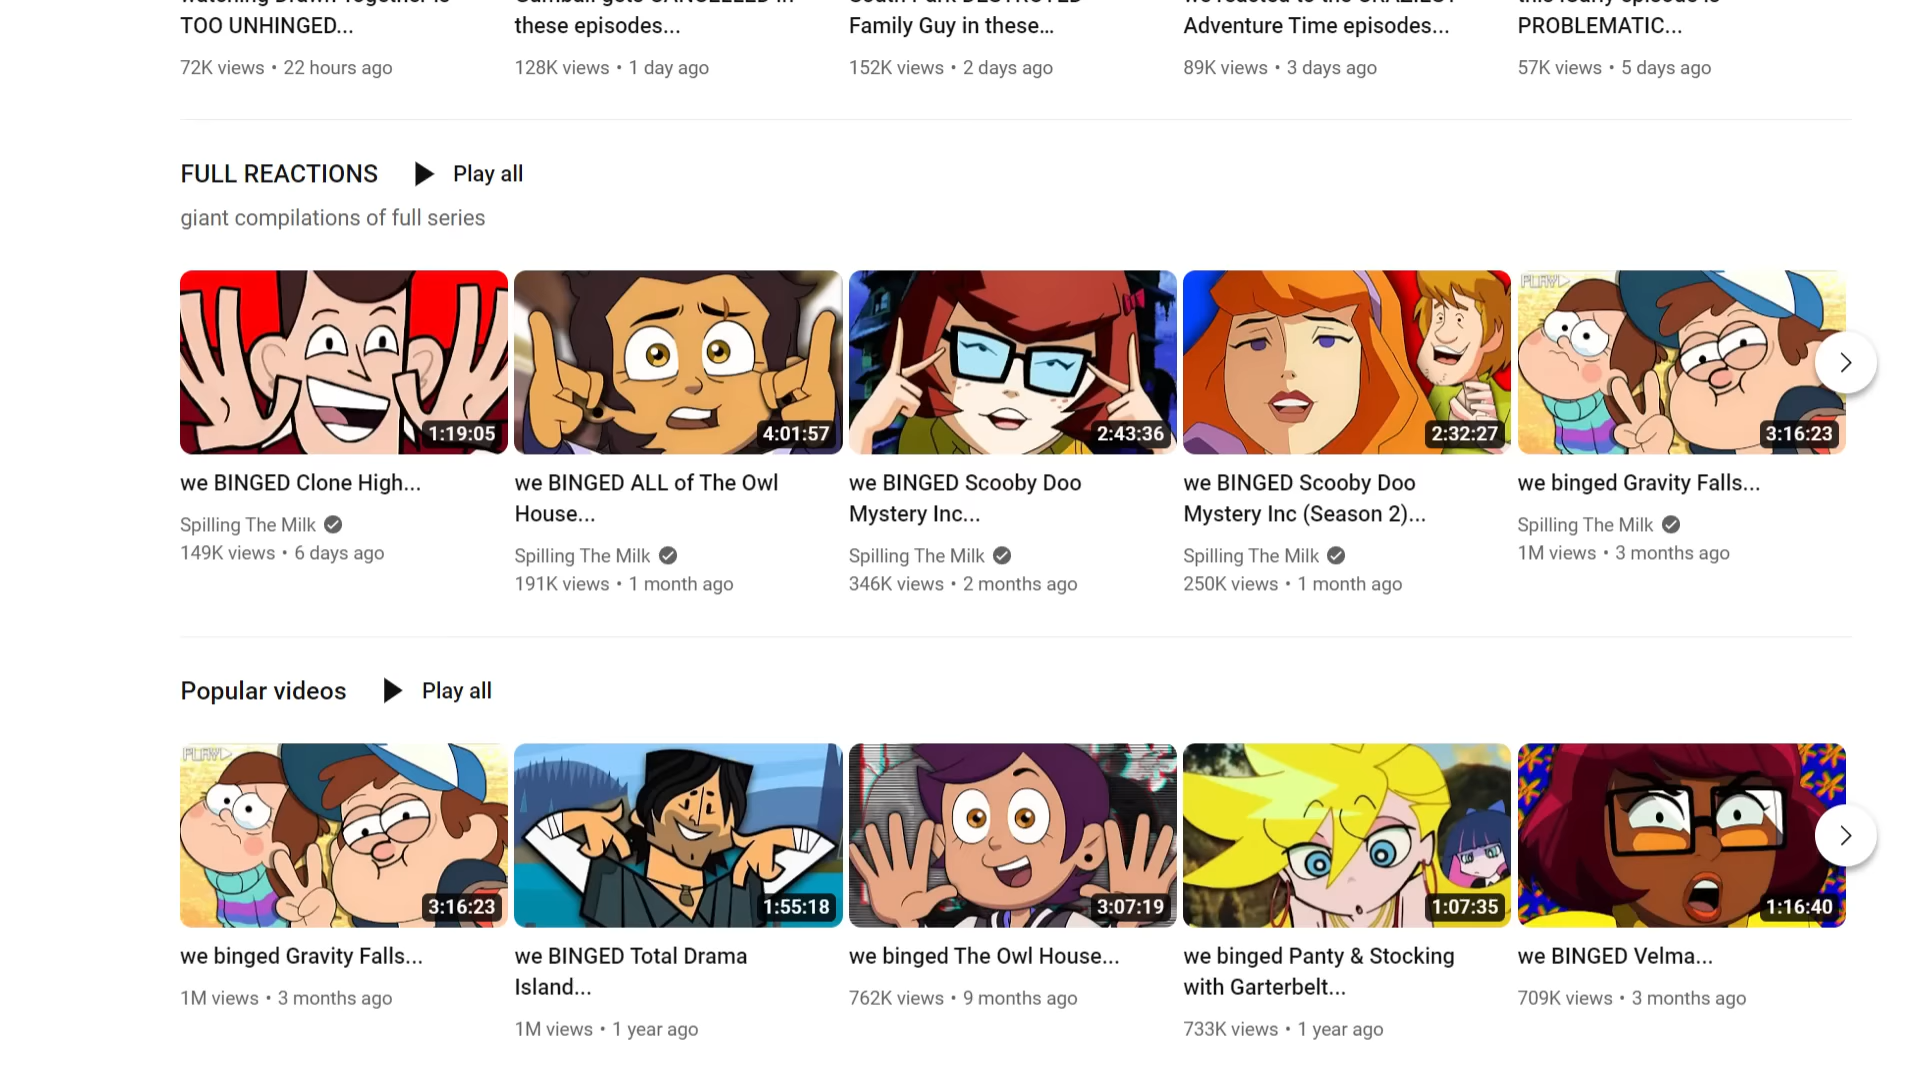 TOO UNHINGED...
these episodes...
Family Guy in these...
Adventure Time episodes...
PROBLEMATIC...
72K views • 22 hours ago
128K views • 1 day ago
152K views • 2 days ago
89K views • 3 days ago
57K views • 5 days ago
FULL REACTIONS
Play all
giant compilations of full series
1:19:05
4:01:57
2:43:36
2:32:27
PLAY
3:16:23
we BINGED Clone High...
Spilling The Milk
149K views • 6 days ago
we BINGED ALL of The Owl
House...
Spilling The Milk
191K views • 1 month ago
we BINGED Scooby Doo
Mystery Inc...
Spilling The Milk
346K views • 2 months ago
we BINGED Scooby Doo
Mystery Inc (Season 2)...
Spilling The Milk
250K views • 1 month ago
we binged Gravity Falls...
Spilling The Milk
1M views • 3 months ago
Popular videos
Play all
PLAY
3:16:23
1:55:18
3:07:19
1:07:35
1:16:40
we binged Gravity Falls...
1M views • 3 months ago
we BINGED Total Drama
Island...
1M views • 1 year ago
we binged The Owl House...
762K views • 9 months ago
we binged Panty & Stocking
with Garterbelt...
733K views • 1 year ago
we BINGED Velma...
709K views • 3 months ago